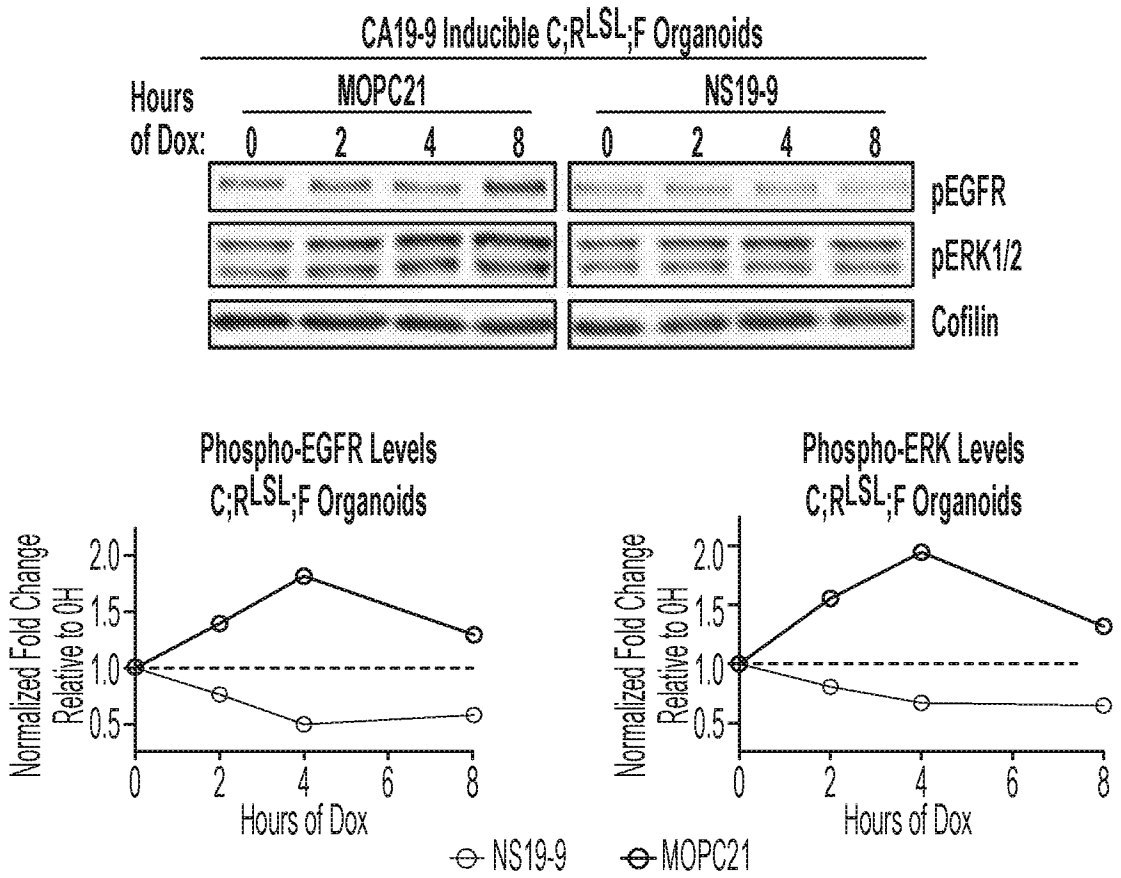 CA19-9 Inducible C;RLSL;F Organoids
Hours of Dox:
MOPC21
NS19-9
0 2 4 8
0 2 4 8
pEGFR
pERK1/2
Cofilin
Phospho-EGFR Levels
C;RLSL;F Organoids
Normalized Fold Change
Relative to 0H
2.0
1.5
1.0
0.5
0 2 4 6 8
Hours of Dox
Phospho-ERK Levels
C;RLSL;F Organoids
Normalized Fold Change
Relative to 0H
2.0
1.5
1.0
0.5
0 2 4 6 8
Hours of Dox
NS19-9
MOPC21